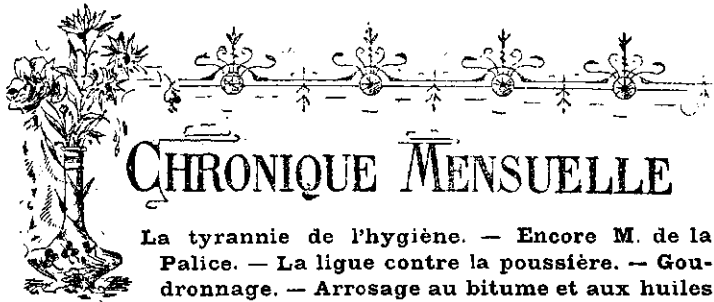 CHRONIQUE MENSUELLE
La tyrannie de l'hygiène. — Encore M. de la
Palice. — La ligue contre la poussière. — Gou-
dronnage. — Arrosage au bitume et aux huiles